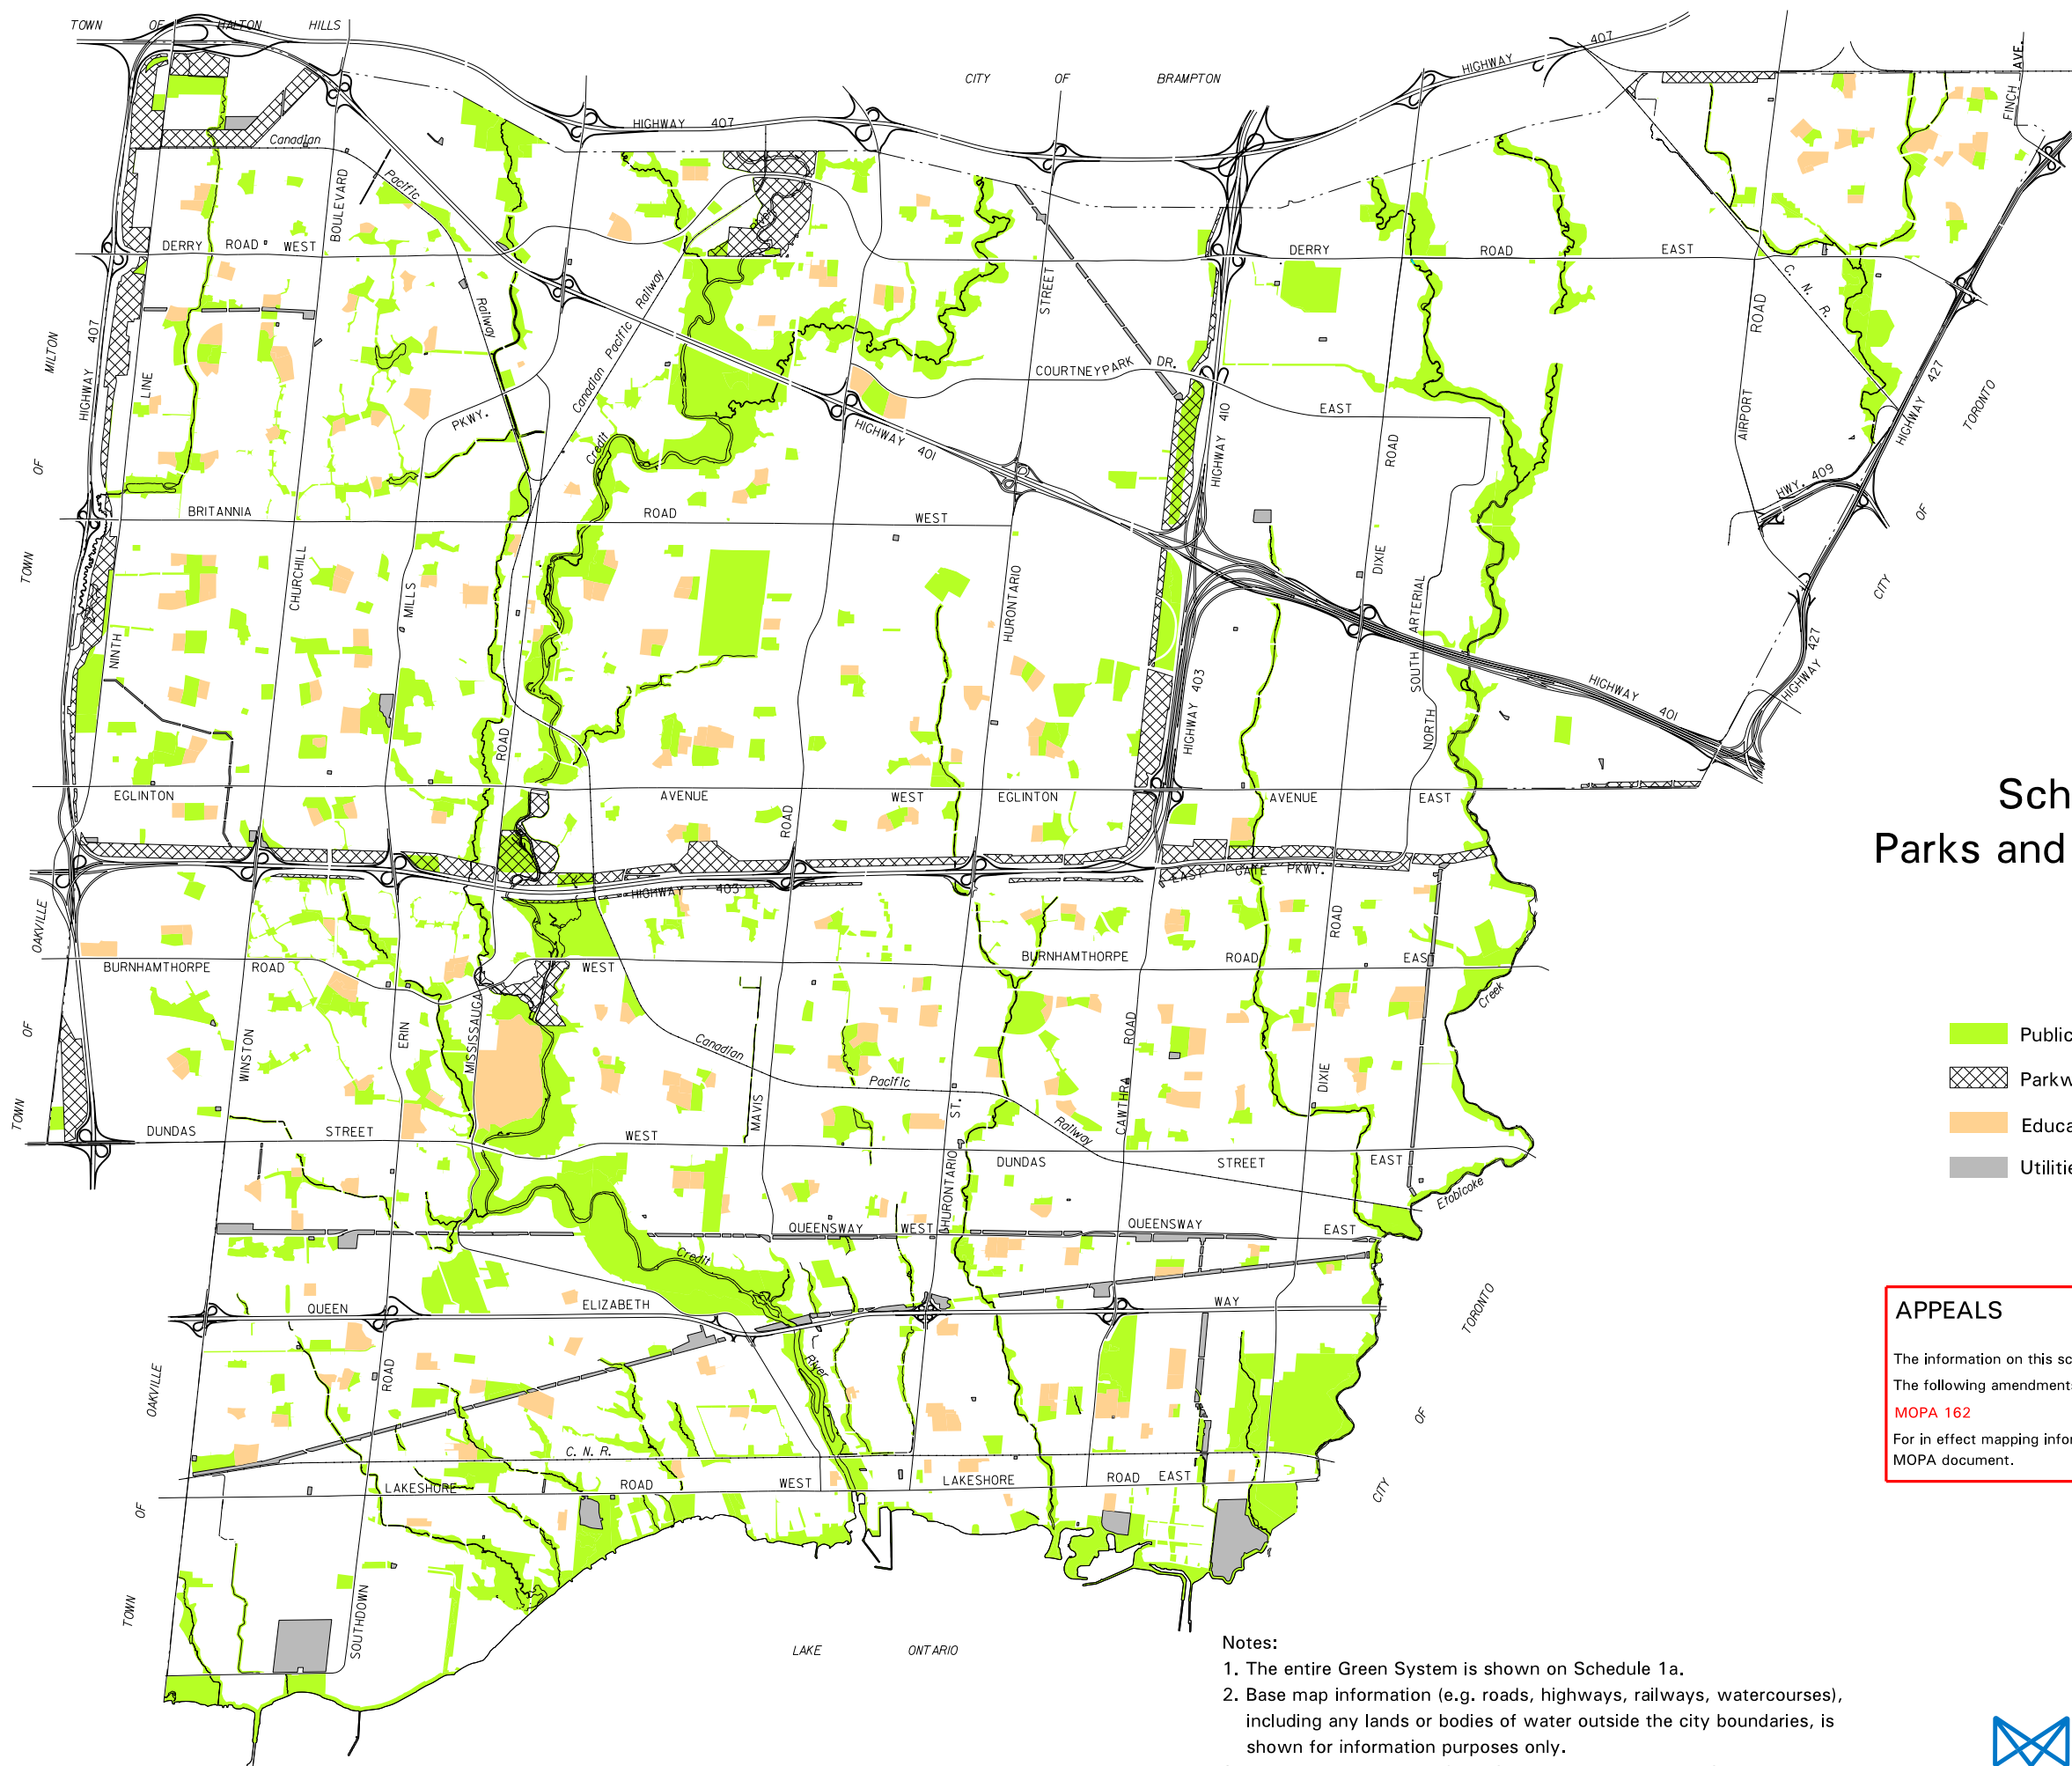 TOWN OF HALTON HILLS
CITY OF BRAMPTON
HIGHWAY 407
HIGHWAY 407
FINCH AVE.
Canadian
Pacific
Railway
BOULEVARD
DERRY ROAD WEST
River
DERRY ROAD EAST
C. N. R.
MILTON
HIGHWAY 407
LINE
Canadian Pacific Railway
STREET
COURTNEYPARK DR.
EAST
ROAD
AIRPORT
ROAD
HIGHWAY 427
TORONTO
PKWY.
Credit
HIGHWAY 401
HIGHWAY 410
HWY. 409
OF
BRITANNIA ROAD WEST
OF
TOWN
CHURCHILL
MILLS
HURONTARIO
DIXIE
SOUTH ARTERIAL
NORTH
CITY
NINTH
ROAD
HIGHWAY 403
HIGHWAY 401
HIGHWAY 427
EGLINTON AVENUE WEST
EGLINTON AVENUE EAST
ROAD
Sch
Parks and
HIGHWAY 403
EAST GATE PKWY.
OAKVILLE
ROAD
BURNHAMTHORPE ROAD WEST
BURNHAMTHORPE ROAD EAST
Creek
OF
WINSTON
ERIN
MISSISSAUGA
Canadian
Pacific
Railway
ROAD
DIXIE
Public
Parkw
Educa
Utilitie
TOWN
MAVIS
ST.
CAWTHRA
DUNDAS STREET WEST
DUNDAS STREET EAST
HURONTARIO
Etobicoke
QUEENSWAY WEST
QUEENSWAY EAST
Credit
QUEEN ELIZABETH WAY
TORONTO
APPEALS
The information on this sc
The following amendment
MOPA 162
For in effect mapping infor
MOPA document.
OAKVILLE
ROAD
River
OF
C. N. R.
LAKESHORE ROAD WEST
LAKESHORE ROAD EAST
CITY
OF
TOWN
SOUTHDOWN
LAKE ONTARIO
Notes:
1. The entire Green System is shown on Schedule 1a.
2. Base map information (e.g. roads, highways, railways, watercourses),
including any lands or bodies of water outside the city boundaries, is
shown for information purposes only.